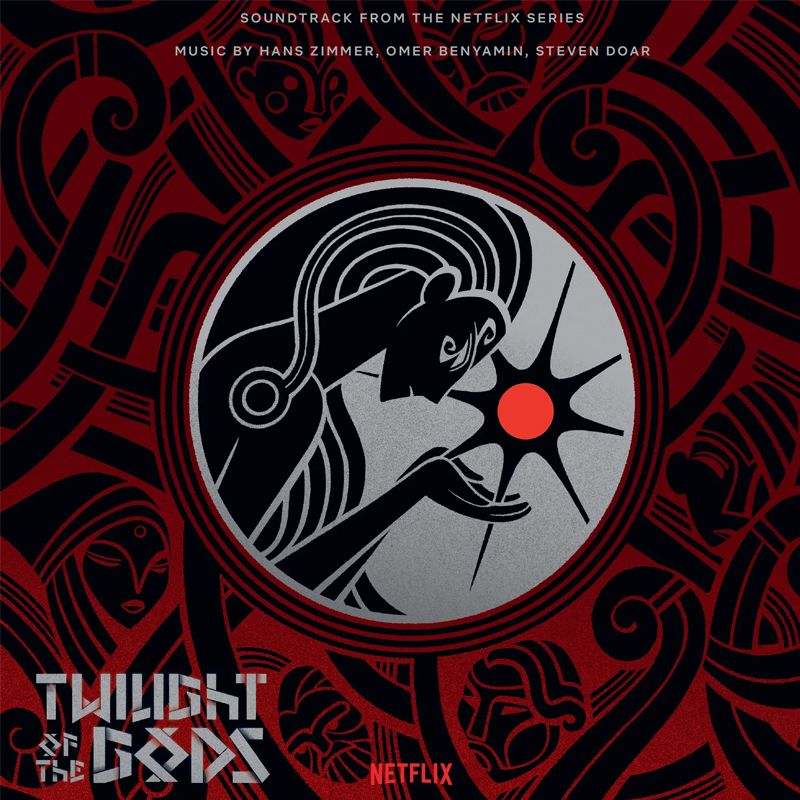 SOUNDTRACK FROM THE NETFLIX SERIES
MUSIC BY HANS ZIMMER, OMER BENYAMIN, STEVEN DOAR
TWILIGHT
OF THE GODS
NETFLIX